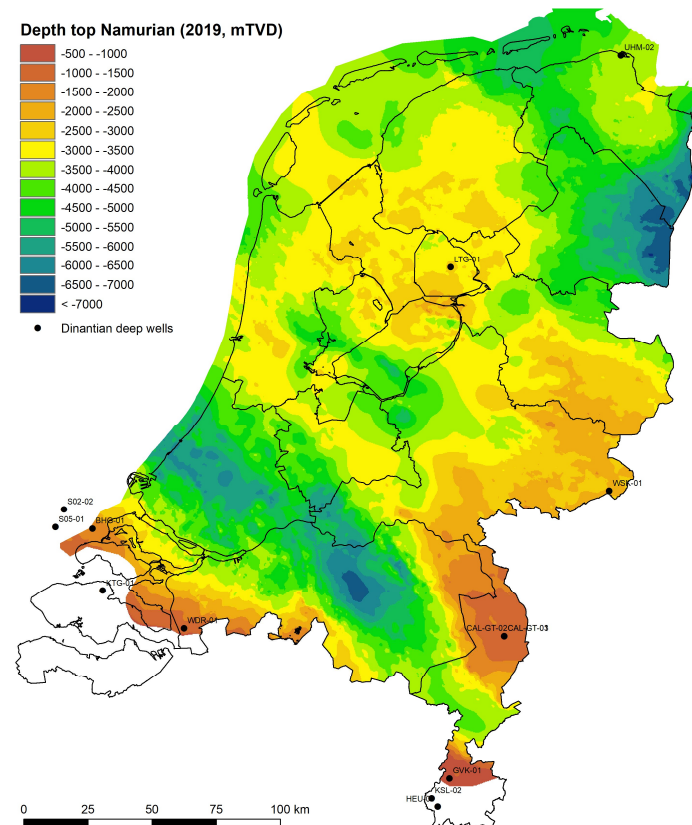 Depth top Namurian (2019, mTVD)
-500 - -1000
-1000 - -1500
-1500 - -2000
-2000 - -2500
-2500 - -3000
-3000 - -3500
-3500 - -4000
-4000 - -4500
-4500 - -5000
-5000 - -5500
-5500 - -6000
-6000 - -6500
-6500 - -7000
< -7000
Dinantian deep wells
UHM-02
LTG-01
WSK-01
S02-02
S05-01
BHG-01
KTG-01
WDR-01
CAL-GT-02CAL-GT-03
GVK-01
KSL-02
0 25 50 75 100 km